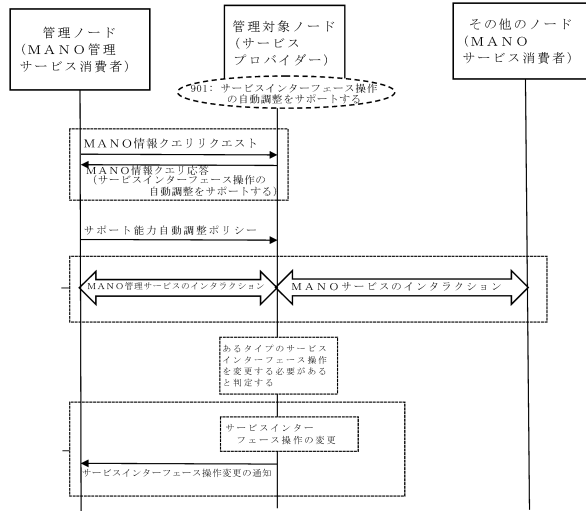 管理ノード
（ＭＡＮＯ管理
サービス消費者）
管理対象ノード
（サービス
プロバイダー）
その他のノード
（ＭＡＮＯ
サービス消費者）
901: サービスインターフェース操作
の自動調整をサポートする
ＭＡＮＯ情報クエリリクエスト
ＭＡＮＯ情報クエリ応答
（サービスインターフェース操作の
自動調整をサポートする）
サポート能力自動調整ポリシー
ＭＡＮＯ管理サービスのインタラクション
ＭＡＮＯサービスのインタラクション
あるタイプのサービス
インターフェース操作
を変更する必要がある
と判定する
サービスインター
フェース操作の変更
サービスインターフェース操作変更の通知